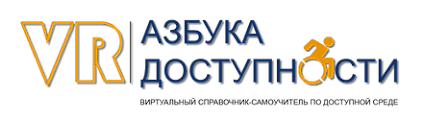 VR АЗБУКА
ДОСТУПНОСТИ
ВИРТУАЛЬНЫЙ СПРАВОЧНИК-САМОУЧИТЕЛЬ ПО ДОСТУПНОЙ СРЕДЕ